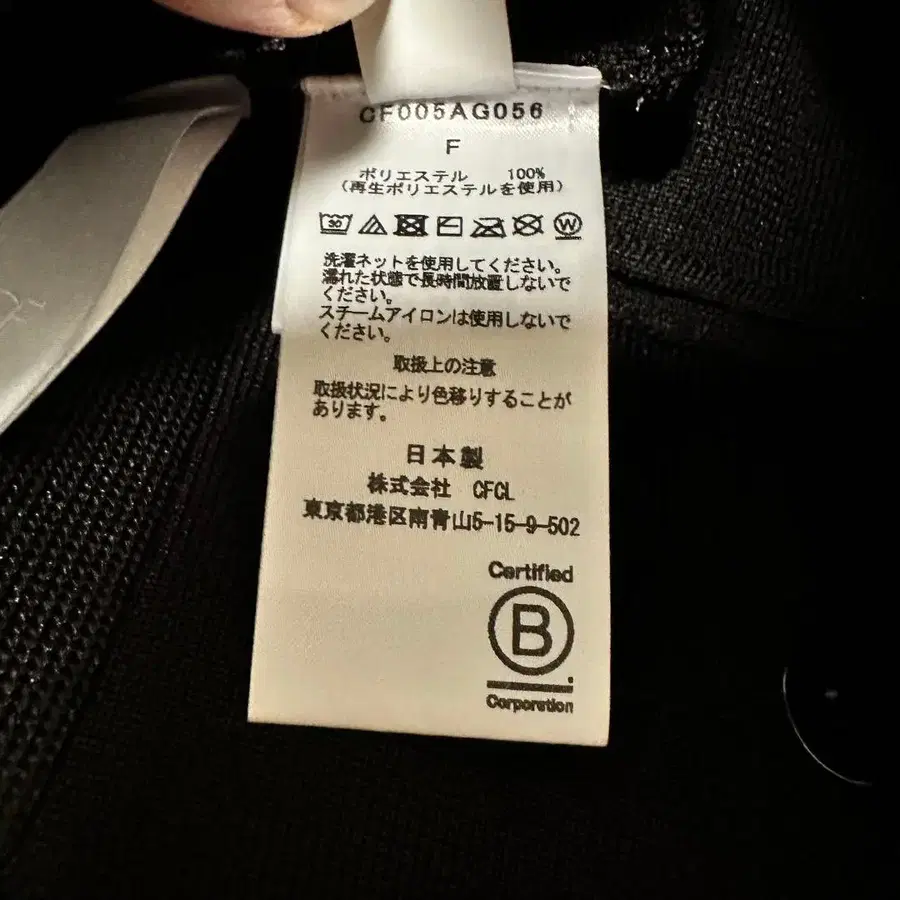 CF005AG056
F
ポリエステル 100%
(再生ポリエステルを使用)
30 W
洗濯ネットを使用してください。
濡れた状態で長時間放置しないで
ください。
スチームアイロンは使用しないで
ください。
取扱上の注意
取扱状況により色移りすることが
あります。
日本製
株式会社 CFCL
東京都港区南青山5-15-9-502
Certified
B
Corporation